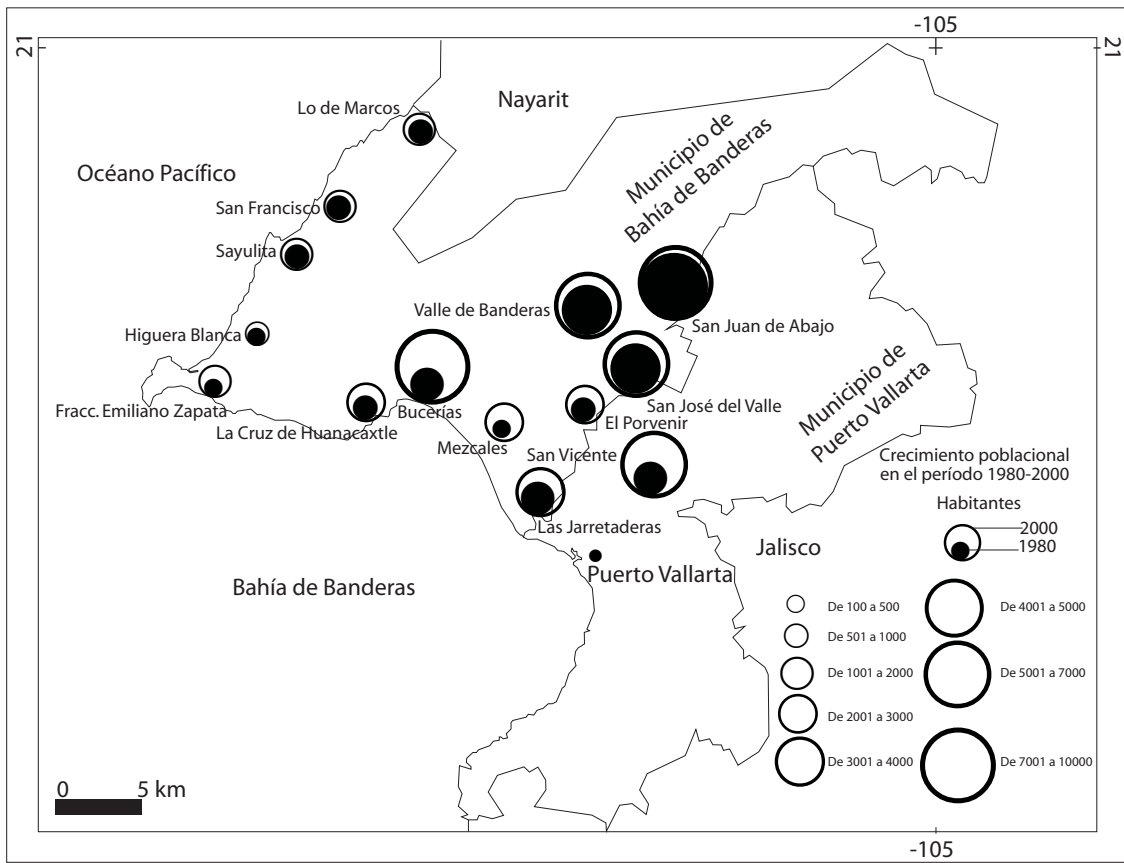 -105
21
21
Lo de Marcos
Nayarit
Municipio de
Bahía de Banderas
Océano Pacífico
San Francisco
Sayulita
Valle de Banderas
San Juan de Abajo
Higuera Blanca
Municipio de
Puerto Vallarta
Fracc. Emiliano Zapata
Bucerías
San José del Valle
La Cruz de Huanacáxtle
El Porvenir
Mezcales
San Vicente
Crecimiento poblacional
en el período 1980-2000
Habitantes
2000
1980
Las Jarretaderas
Jalisco
Puerto Vallarta
Bahía de Banderas
De 100 a 500
De 501 a 1000
De 1001 a 2000
De 2001 a 3000
De 3001 a 4000
De 4001 a 5000
De 5001 a 7000
De 7001 a 10000
0 5 km
-105